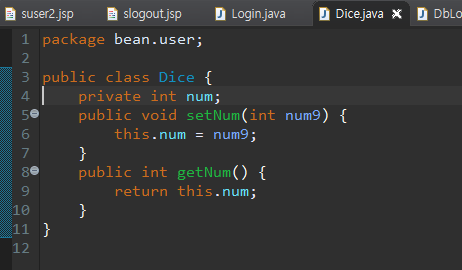 suser2.jsp slogout.jsp Login.java Dice.java DbLo
1 package bean.user;
2
3 public class Dice {
4 private int num;
5 public void setNum(int num9) {
6 this.num = num9;
7 }
8 public int getNum() {
9 return this.num;
10 }
11 }
12